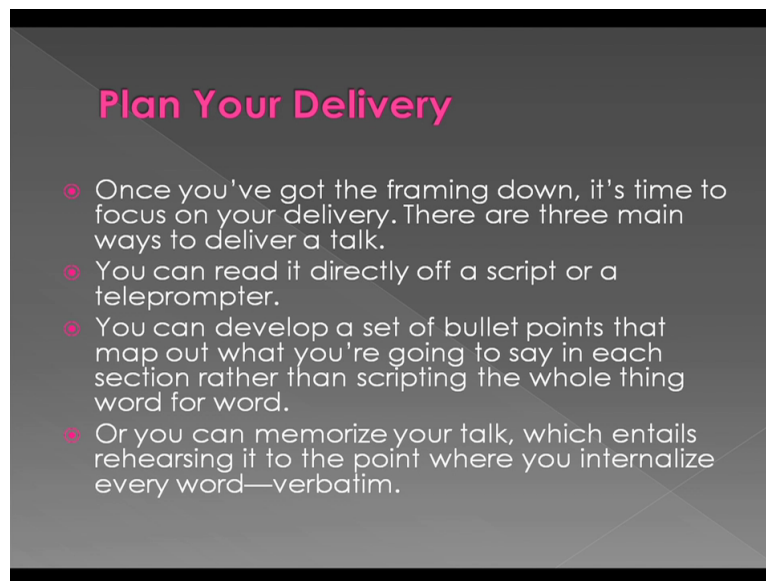 Plan Your Delivery
Once you've got the framing down, it's time to
focus on your delivery. There are three main
ways to deliver a talk.
You can read it directly off a script or a
teleprompter.
You can develop a set of bullet points that
map out what you're going to say in each
section rather than scripting the whole thing
word for word.
Or you can memorize your talk, which entails
rehearsing it to the point where you internalize
every word—verbatim.